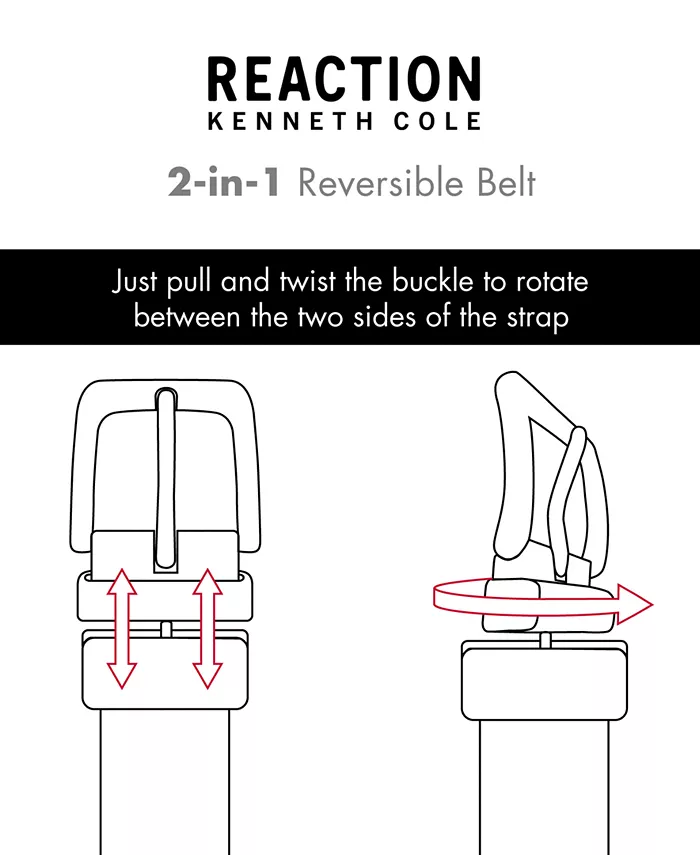 REACTION
KENNETH COLE
2-in-1 Reversible Belt
Just pull and twist the buckle to rotate
between the two sides of the strap